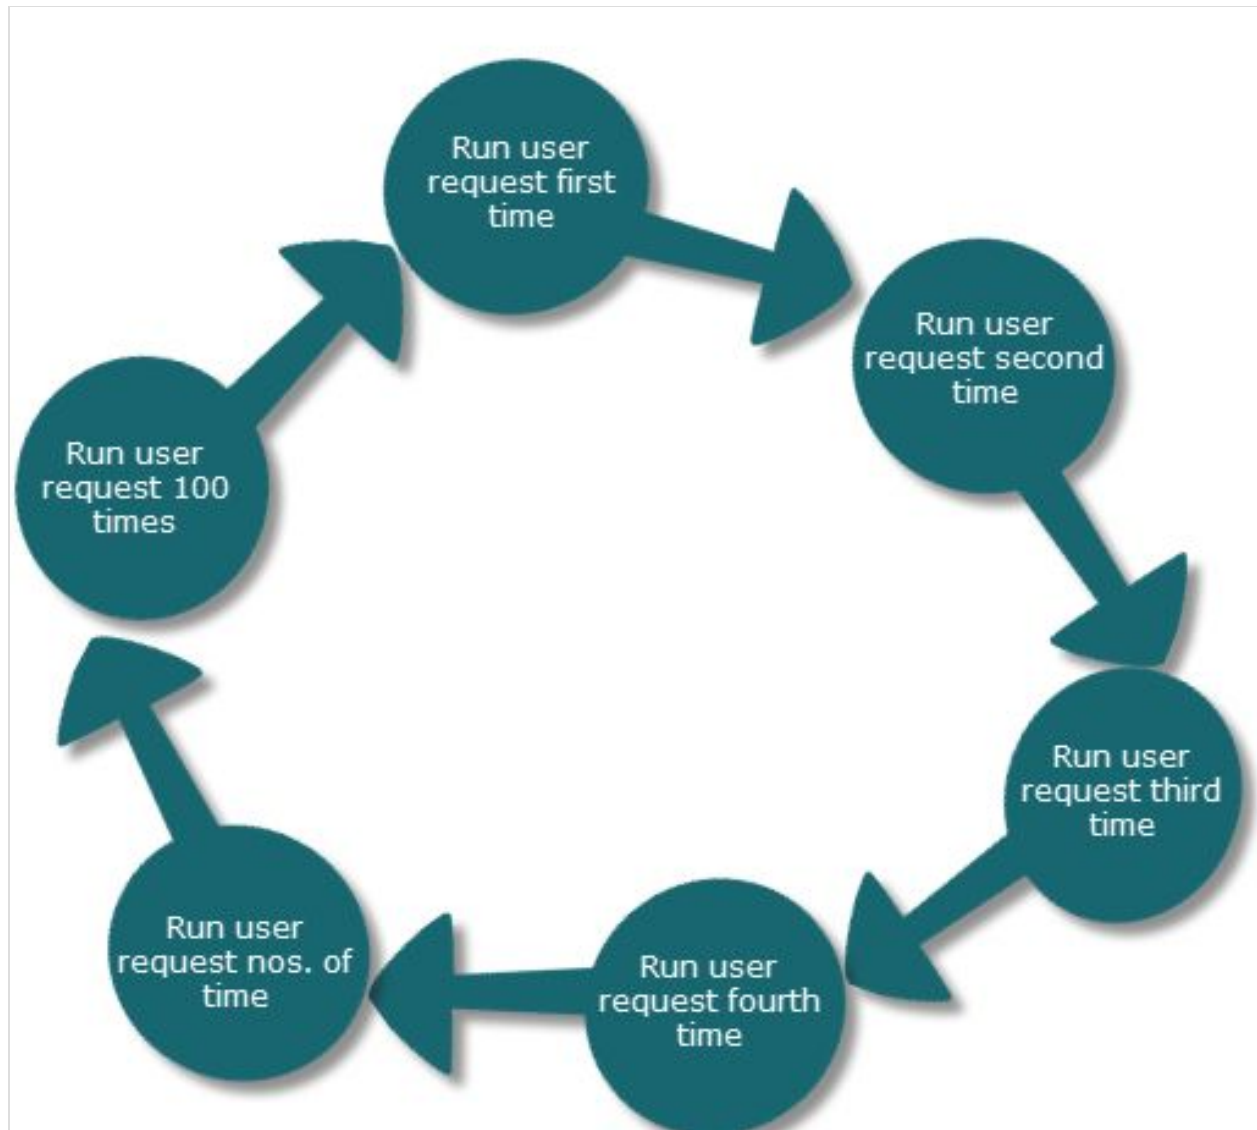 Run user
request first
time
Run user
request second
time
Run user
request third
time
Run user
request fourth
time
Run user
request nos. of
time
Run user
request 100
times